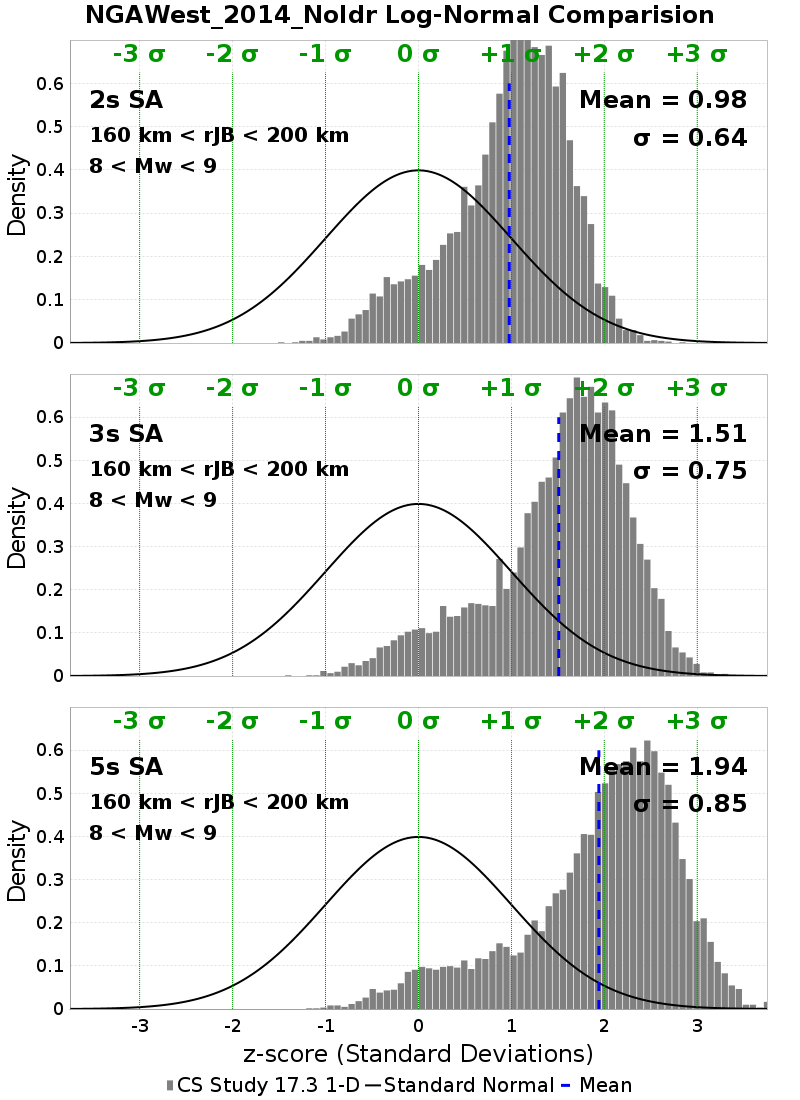 NGAWest_2014_NoIdr Log-Normal Comparision
-3 σ -2 σ -1 σ 0 σ +1 σ +2 σ +3 σ
2s SA
Mean = 0.98
160 km < rJB < 200 km
σ = 0.64
8 < Mw < 9
0.6
0.5
0.4
0.3
0.2
0.1
0
Density
-3 σ -2 σ -1 σ 0 σ +1 σ +2 σ +3 σ
3s SA
Mean = 1.51
160 km < rJB < 200 km
σ = 0.75
8 < Mw < 9
0.6
0.5
0.4
0.3
0.2
0.1
0
Density
-3 σ -2 σ -1 σ 0 σ +1 σ +2 σ +3 σ
5s SA
Mean = 1.94
160 km < rJB < 200 km
σ = 0.85
8 < Mw < 9
0.6
0.5
0.4
0.3
0.2
0.1
0
Density
-3 -2 -1 0 1 2 3
z-score (Standard Deviations)
CS Study 17.3 1-D Standard Normal Mean